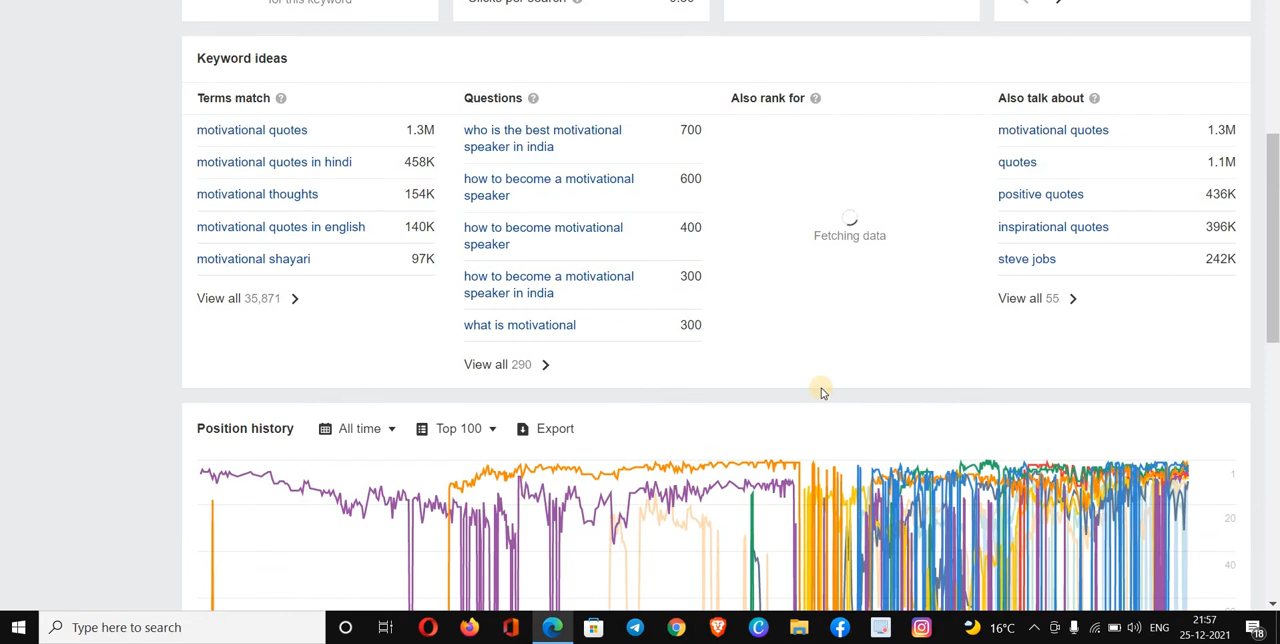 for this keyword
Clicks per search
Keyword ideas
Terms match
motivational quotes 1.3M
motivational quotes in hindi 458K
motivational thoughts 154K
motivational quotes in english 140K
motivational shayari 97K
View all 35,871
Questions
who is the best motivational 700
speaker in india
how to become a motivational 600
speaker
how to become motivational 400
speaker
how to become a motivational 300
speaker in india
what is motivational 300
View all 290
Also rank for
Fetching data
Also talk about
motivational quotes 1.3M
quotes 1.1M
positive quotes 436K
inspirational quotes 396K
steve jobs 242K
View all 55
Position history All time Top 100 Export
1
20
40
Type here to search
16°C ENG 21:57
25-12-2021
18